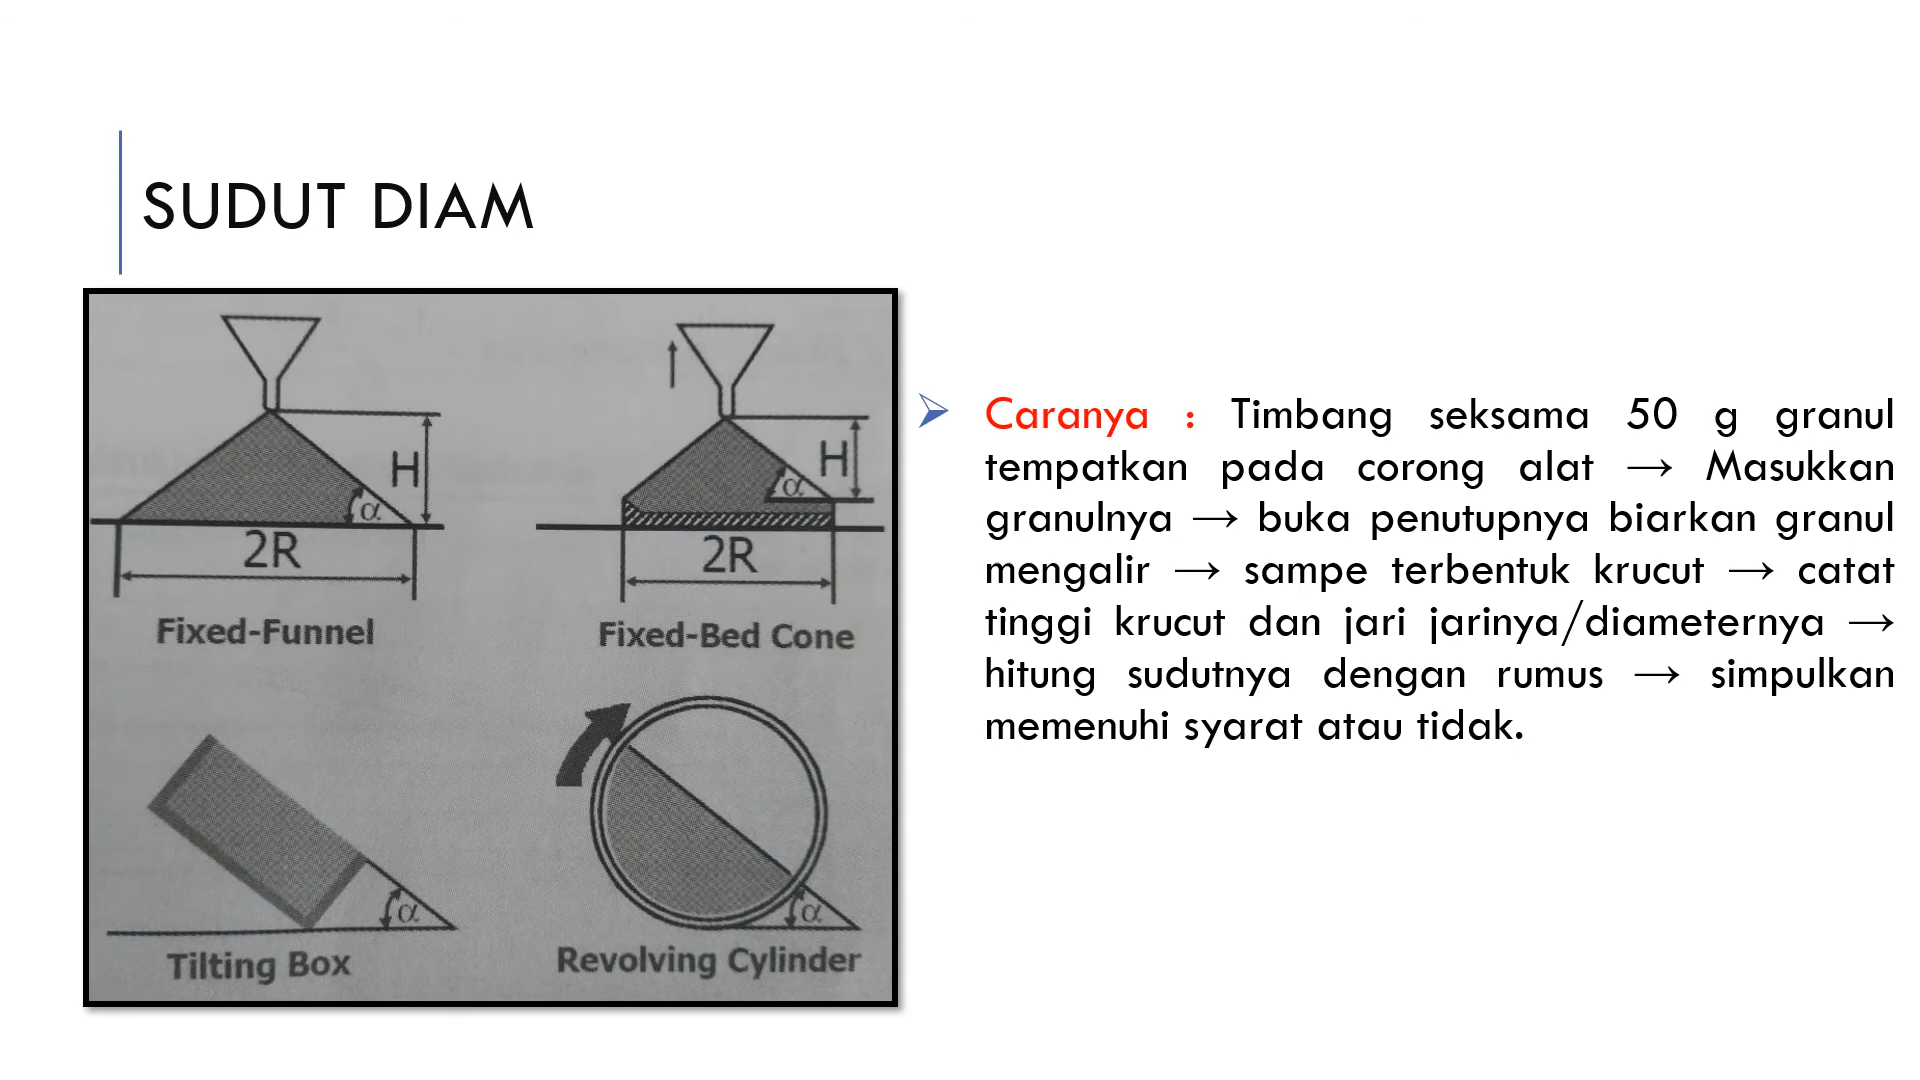 SUDUT DIAM
H
α
2R
Fixed-Funnel
H
α
2R
Fixed-Bed Cone
α
Tilting Box
α
Revolving Cylinder
➢ Caranya : Timbang seksama 50 g granul
tempatkan pada corong alat → Masukkan
granulnya → buka penutupnya biarkan granul
mengalir → sampe terbentuk krucut → catat
tinggi krucut dan jari jarinya/diameternya →
hitung sudutnya dengan rumus → simpulkan
memenuhi syarat atau tidak.